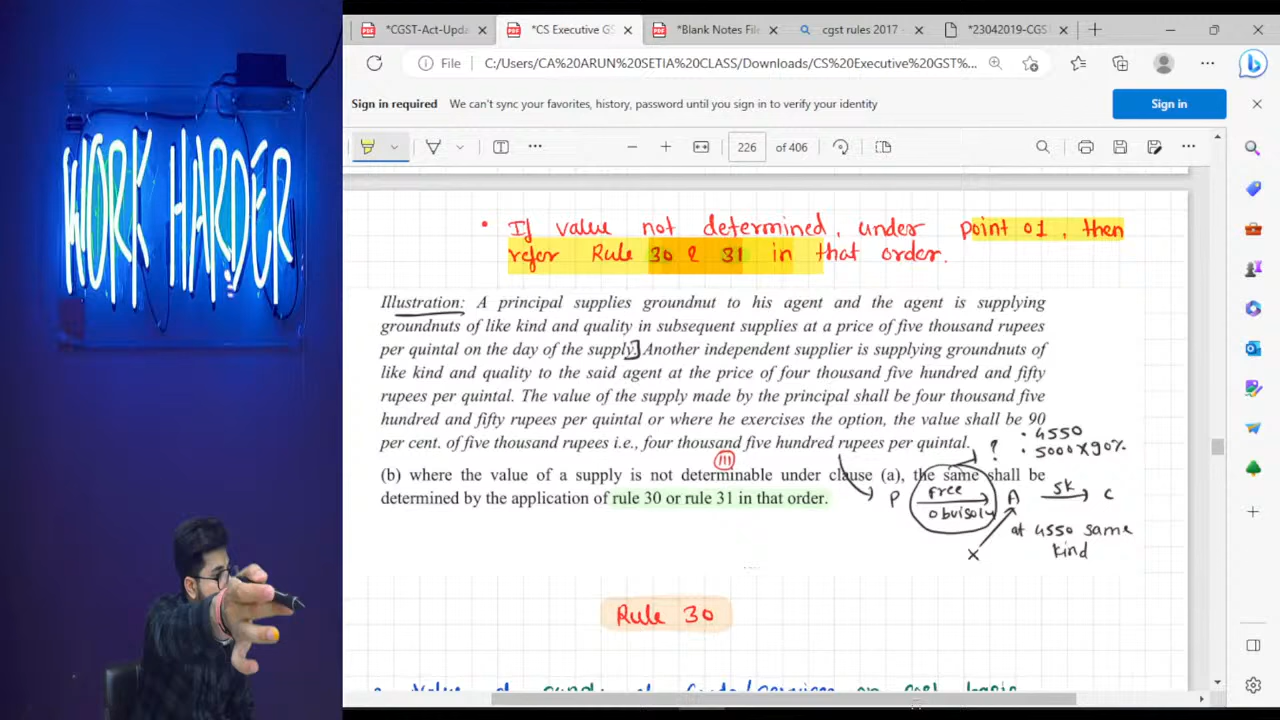 WORK HARDER
*CGST-Act-Upda
*CS Executive GS
*Blank Notes File
cgst rules 2017 -
*23042019-CGS
File
C:/Users/CA%20ARUN%20SETIA%20CLASS/Downloads/CS%20Executive%20GST%...
Sign in required
We can't sync your favorites, history, password until you sign in to verify your identity
Sign in
226 of 406
• If value not determined, under point 01, then
refer Rule 30 & 31 in that order.
Illustration: A principal supplies groundnut to his agent and the agent is supplying
groundnuts of like kind and quality in subsequent supplies at a price of five thousand rupees
per quintal on the day of the supply. Another independent supplier is supplying groundnuts of
like kind and quality to the said agent at the price of four thousand five hundred and fifty
rupees per quintal. The value of the supply made by the principal shall be four thousand five
hundred and fifty rupees per quintal or where he exercises the option, the value shall be 90
per cent. of five thousand rupees i.e., four thousand five hundred rupees per quintal.
? • 4550
• 5000x90%
(111)
(b) where the value of a supply is not determinable under clause (a), the same shall be
determined by the application of rule 30 or rule 31 in that order.
P Free A 5k C
obvisoly
at 4550 same
kind
X
Rule 30